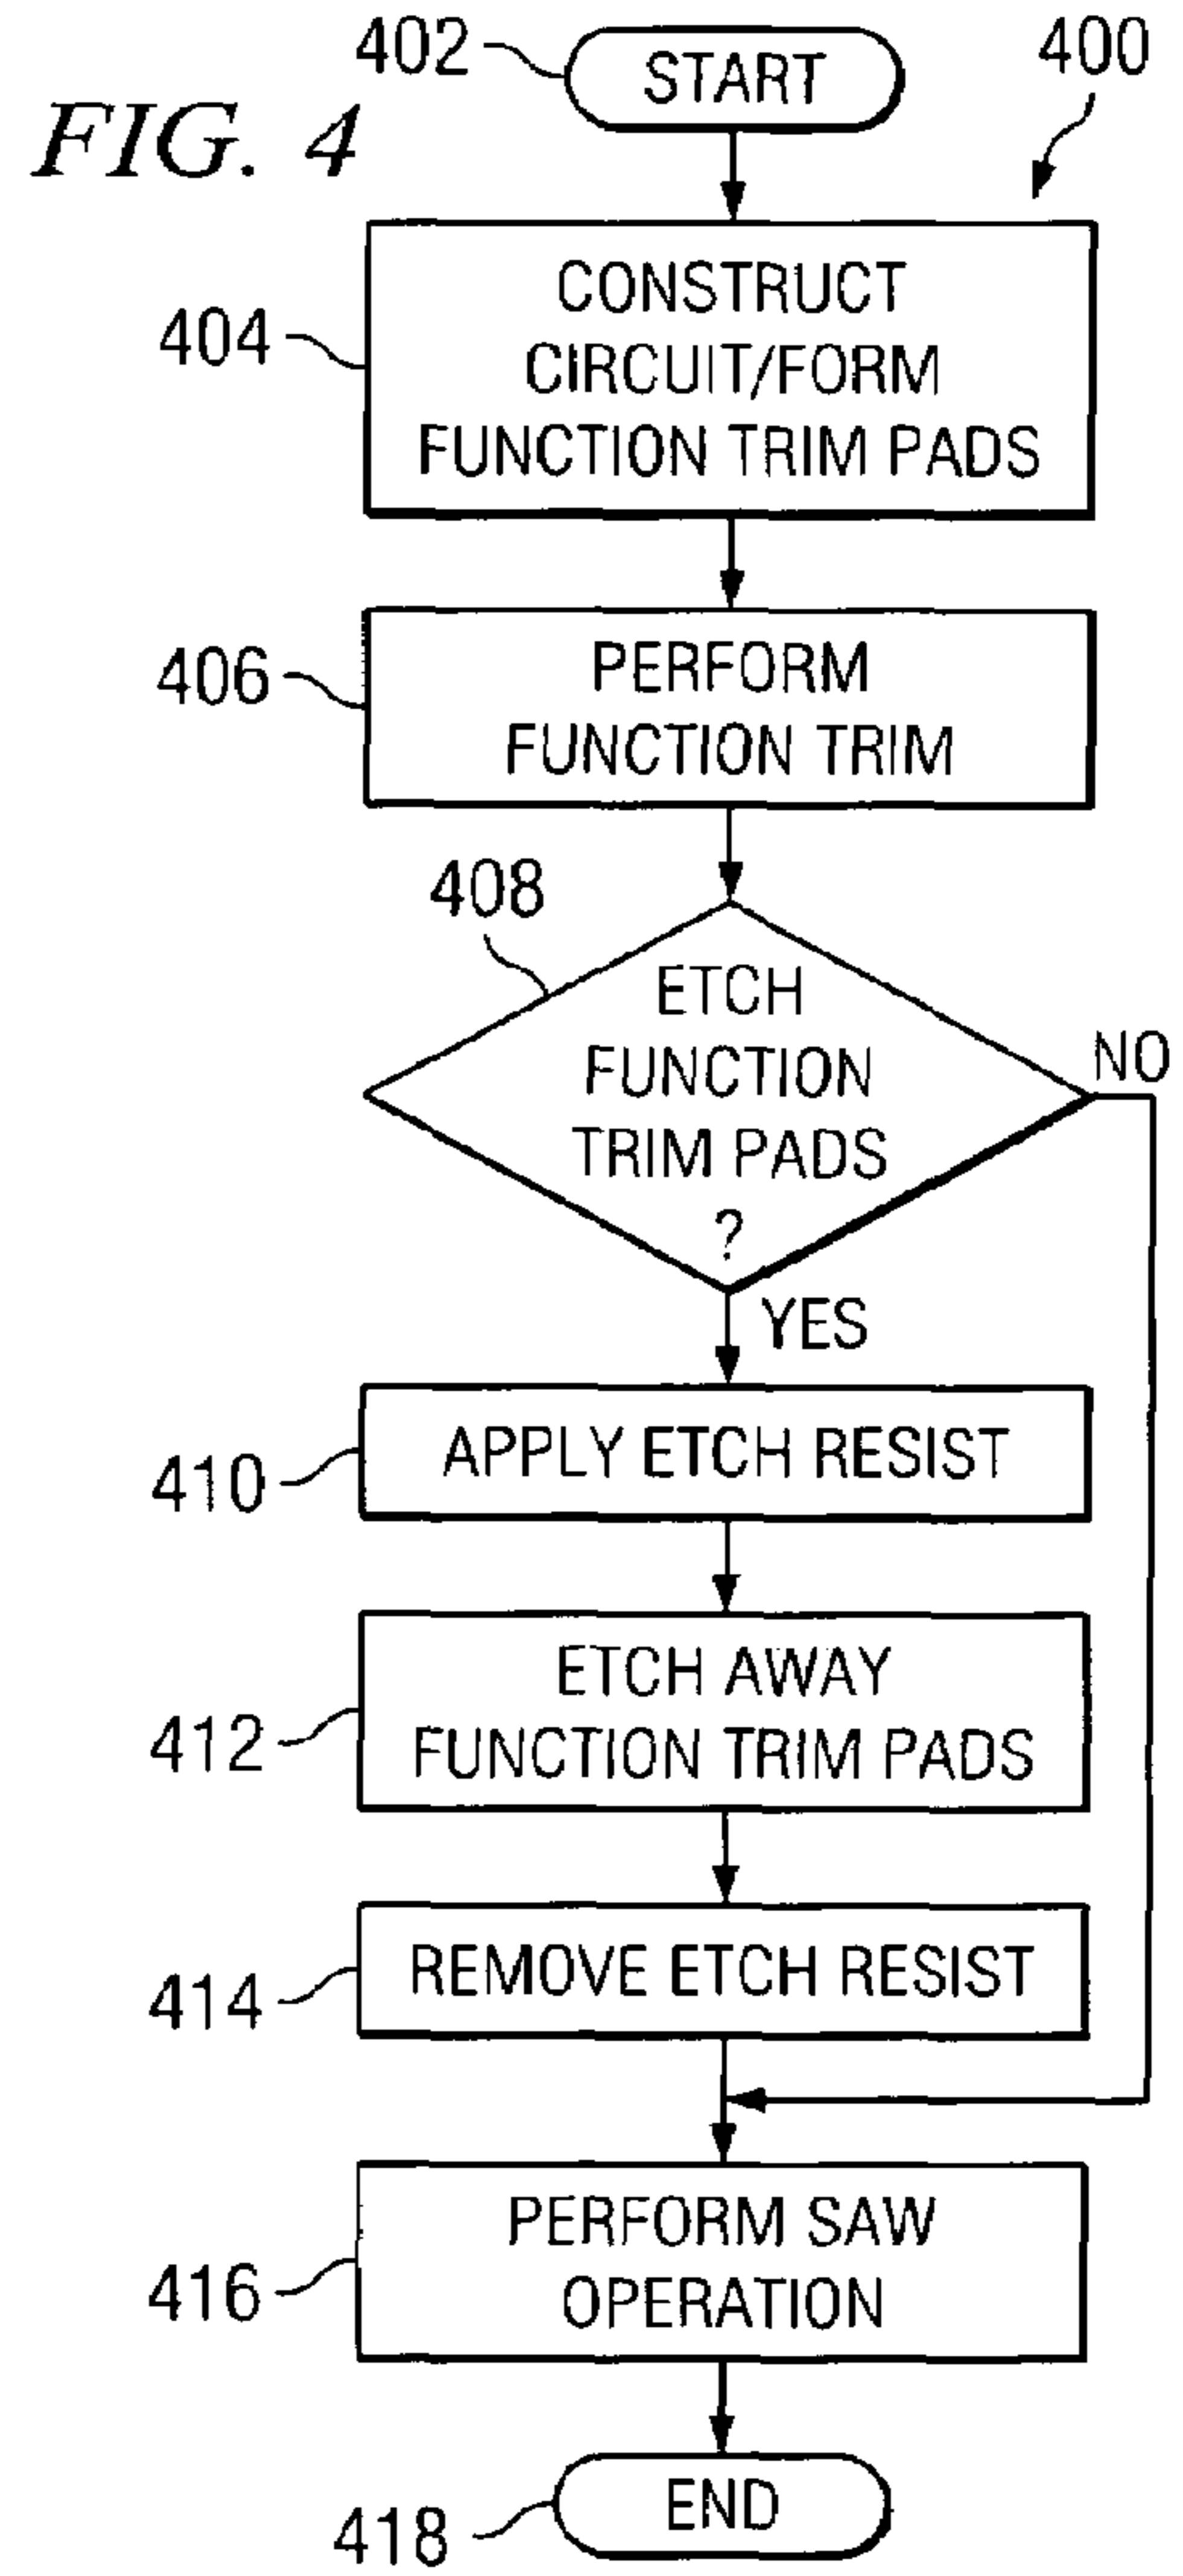 402
START
400
FIG. 4
404
CONSTRUCT
CIRCUIT/FORM
FUNCTION TRIM PADS
406
PERFORM
FUNCTION TRIM
408
ETCH
FUNCTION
TRIM PADS
?
NO
YES
410
APPLY ETCH RESIST
412
ETCH AWAY
FUNCTION TRIM PADS
414
REMOVE ETCH RESIST
416
PERFORM SAW
OPERATION
418
END